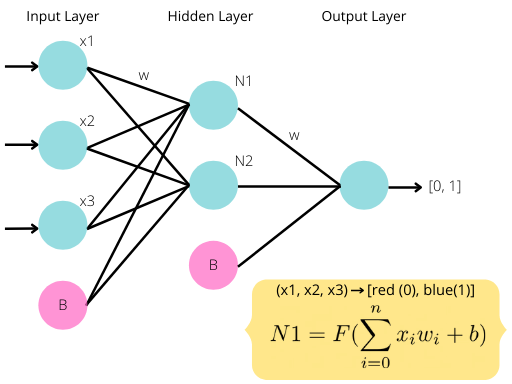 Input Layer
Hidden Layer
Output Layer
x1
w
N1
x2
w
N2
[0, 1]
x3
B
B
(x1, x2, x3)→[red (0), blue(1)]
N1 = F(∑_{i=0}^{n} x_i w_i + b)